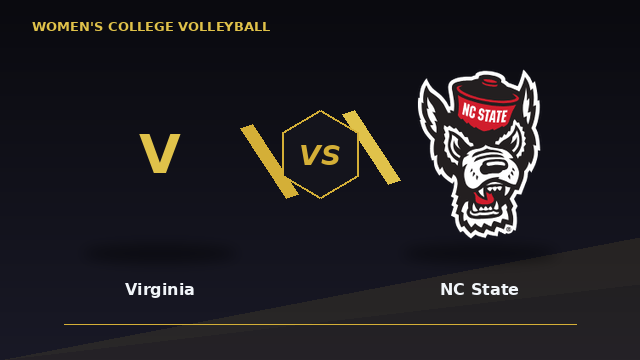 WOMEN'S COLLEGE VOLLEYBALL
V
VS
NC STATE
Virginia
NC State